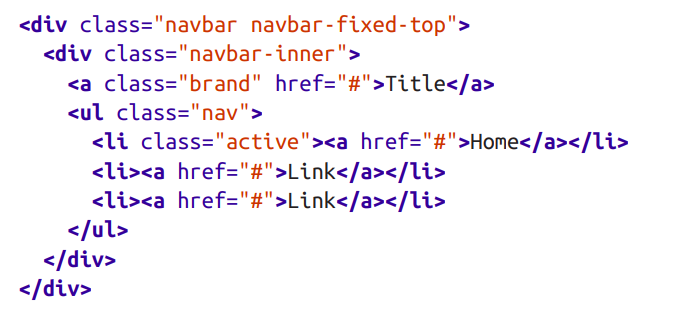 <div class="navbar navbar-fixed-top">
  <div class="navbar-inner">
    <a class="brand" href="#">Title</a>
    <ul class="nav">
      <li class="active"><a href="#">Home</a></li>
      <li><a href="#">Link</a></li>
      <li><a href="#">Link</a></li>
    </ul>
  </div>
</div>